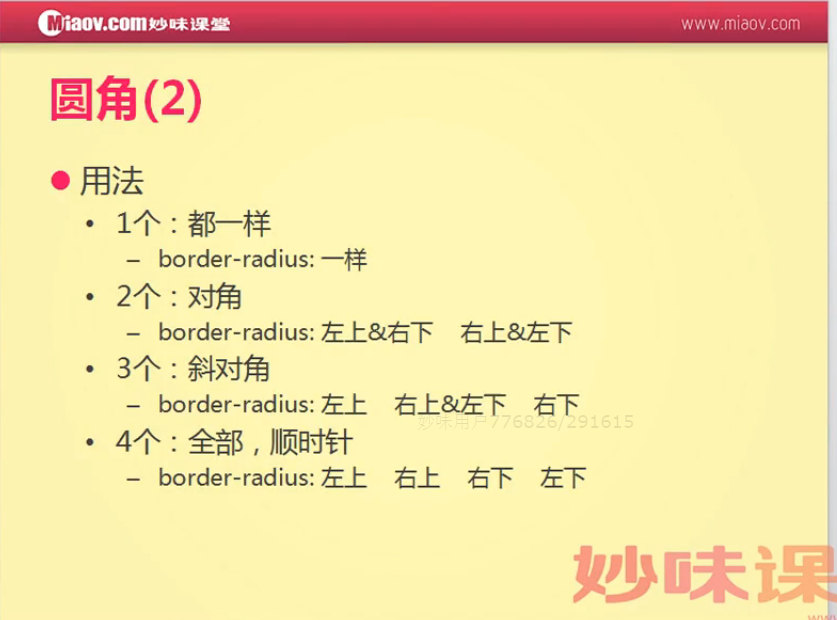 Miaov.com妙味课堂
www.miaov.com
圆角(2)
用法
1个：都一样
border-radius: 一样
2个：对角
border-radius: 左上&右下 右上&左下
3个：斜对角
border-radius: 左上 右上&左下 右下
妙味用户776826/291615
4个：全部，顺时针
border-radius: 左上 右上 右下 左下
妙味课
www